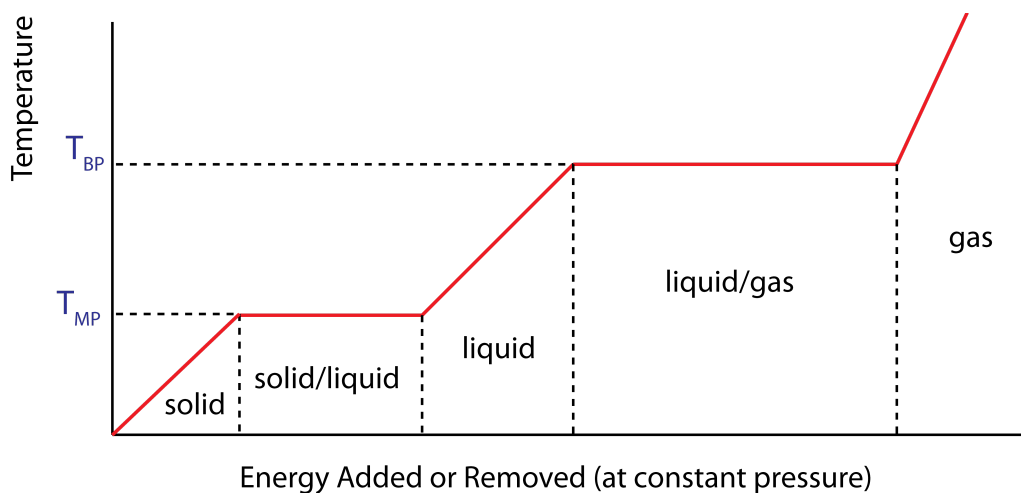 Temperature
T_BP
T_MP
solid
solid/liquid
liquid
liquid/gas
gas
Energy Added or Removed (at constant pressure)